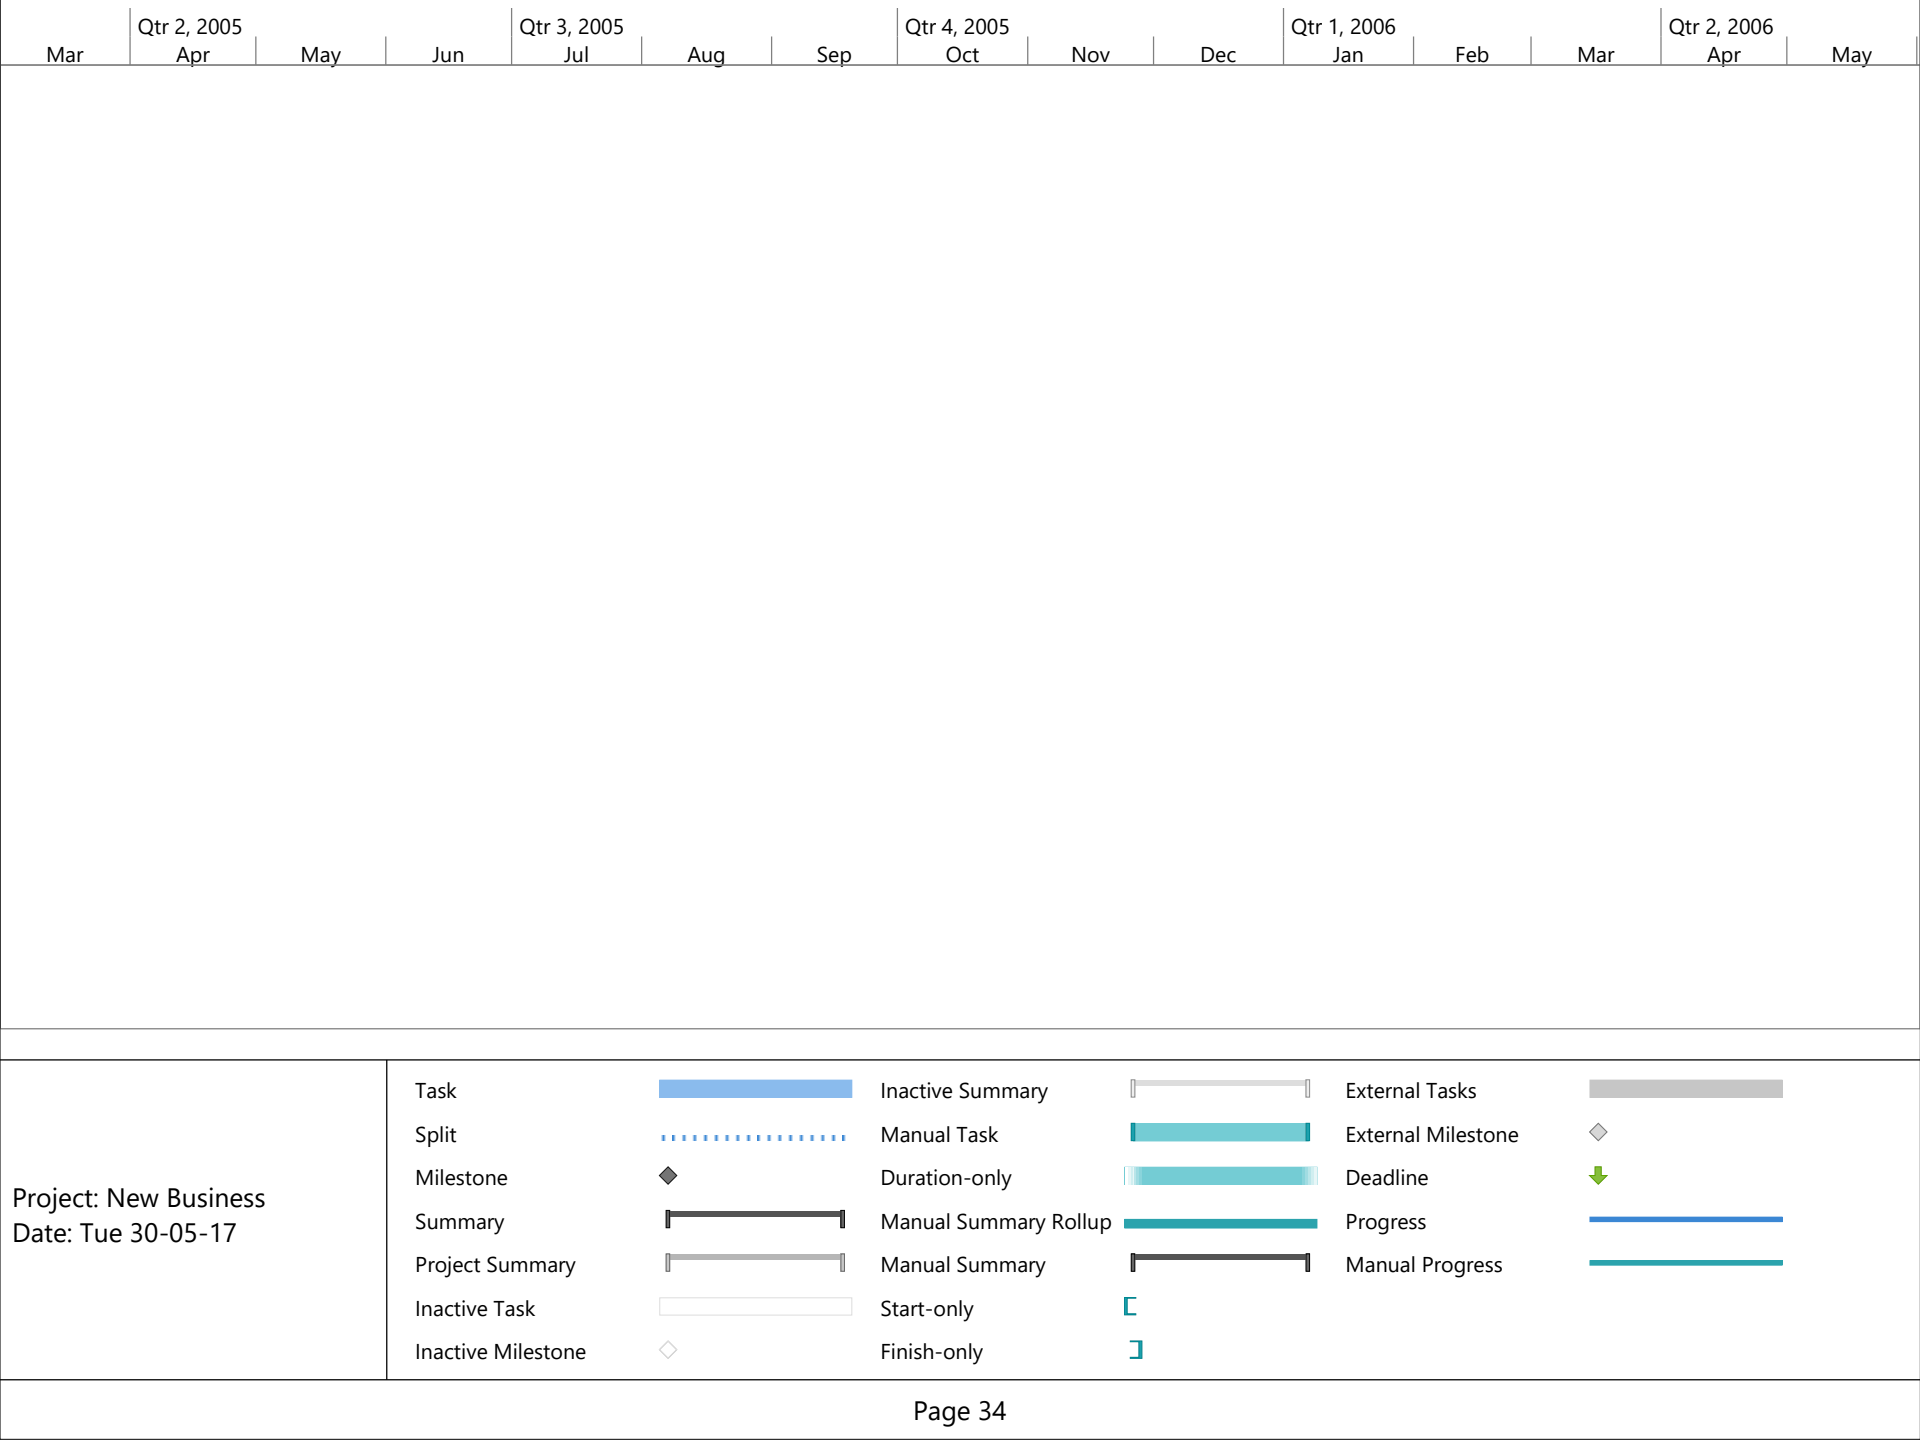 Qtr 2, 2005 Qtr 3, 2005 Qtr 4, 2005 Qtr 1, 2006 Qtr 2, 2006
Mar Apr May Jun Jul Aug Sep Oct Nov Dec Jan Feb Mar Apr May
Project: New Business
Date: Tue 30-05-17
Task
Split
Milestone
Summary
Project Summary
Inactive Task
Inactive Milestone
Inactive Summary
Manual Task
Duration-only
Manual Summary Rollup
Manual Summary
Start-only
Finish-only
External Tasks
External Milestone
Deadline
Progress
Manual Progress
Page 34